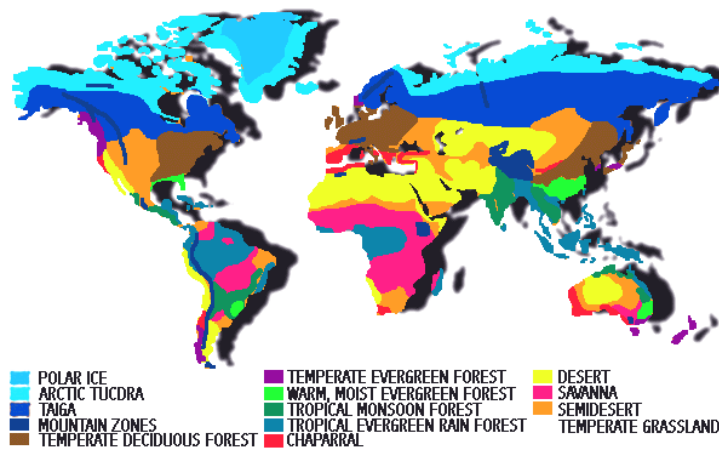 POLAR ICE
ARCTIC TUCDRA
TAIGA
MOUNTAIN ZONES
TEMPERATE DECIDUOUS FOREST
TEMPERATE EVERGREEN FOREST
WARM, MOIST EVERGREEN FOREST
TROPICAL MONSOON FOREST
TROPICAL EVERGREEN RAIN FOREST
CHAPARRAL
DESERT
SAVANNA
SEMIDESERT
TEMPERATE GRASSLAND